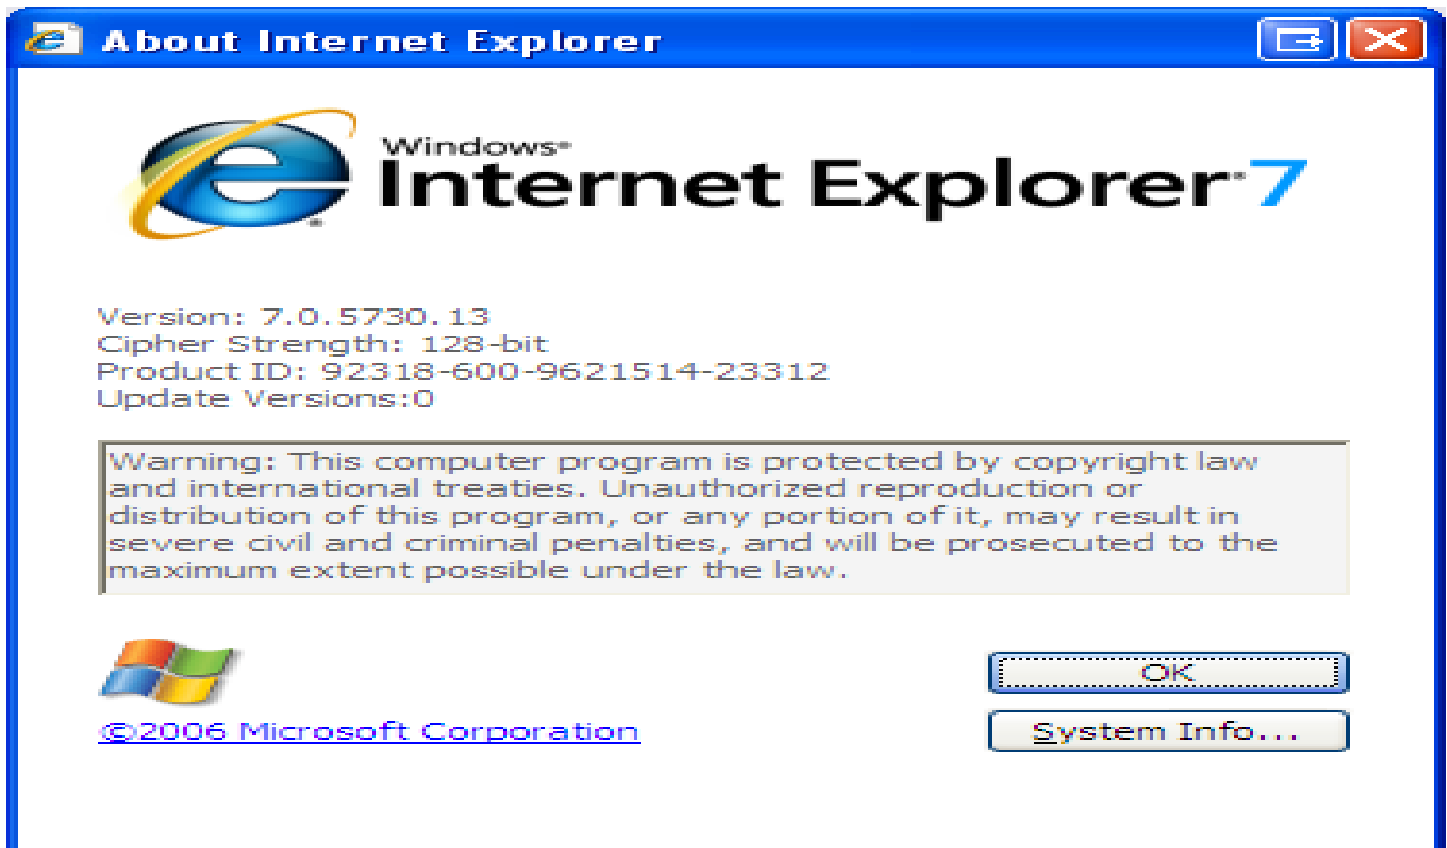 About Internet Explorer
Windows®
Internet Explorer®7
Version: 7.0.5730.13
Cipher Strength: 128-bit
Product ID: 92318-600-9621514-23312
Update Versions:0
Warning: This computer program is protected by copyright law
and international treaties. Unauthorized reproduction or
distribution of this program, or any portion of it, may result in
severe civil and criminal penalties, and will be prosecuted to the
maximum extent possible under the law.
OK
©2006 Microsoft Corporation
System Info...